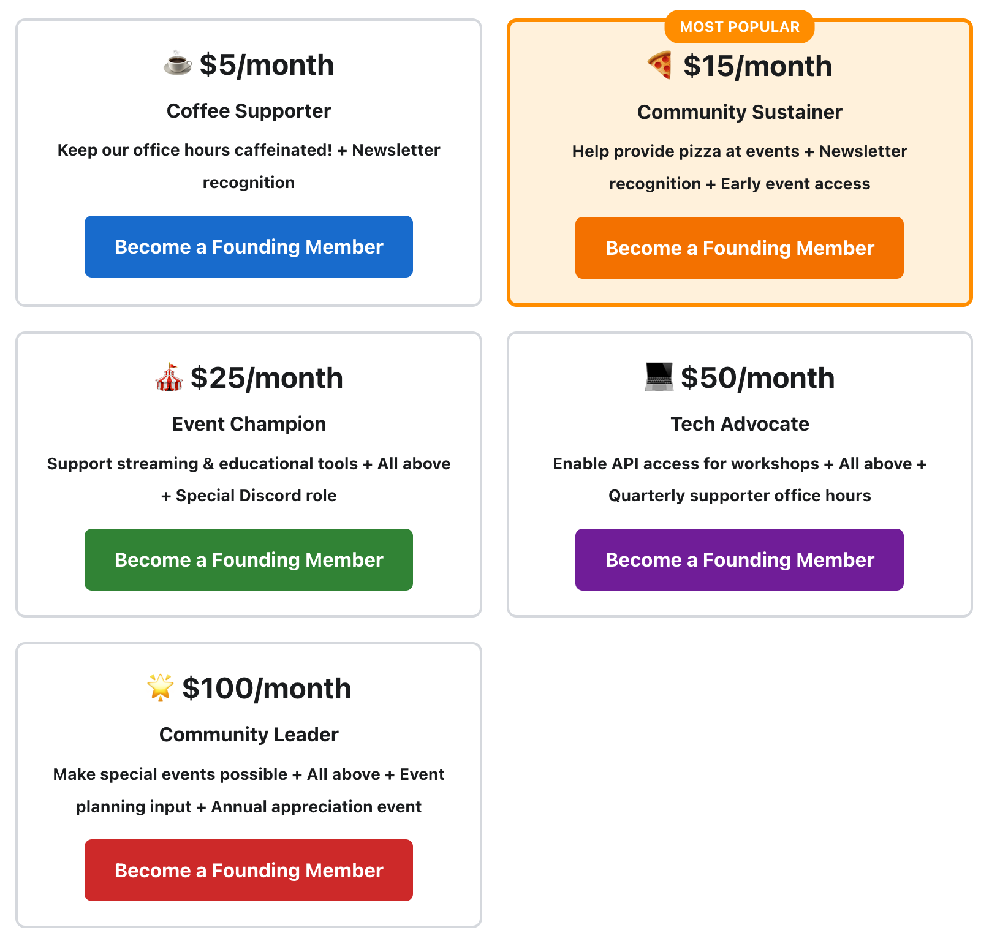 $5/month
Coffee Supporter
Keep our office hours caffeinated! + Newsletter
recognition
Become a Founding Member
MOST POPULAR
$15/month
Community Sustainer
Help provide pizza at events + Newsletter
recognition + Early event access
Become a Founding Member
$25/month
Event Champion
Support streaming & educational tools + All above
+ Special Discord role
Become a Founding Member
$50/month
Tech Advocate
Enable API access for workshops + All above +
Quarterly supporter office hours
Become a Founding Member
$100/month
Community Leader
Make special events possible + All above + Event
planning input + Annual appreciation event
Become a Founding Member